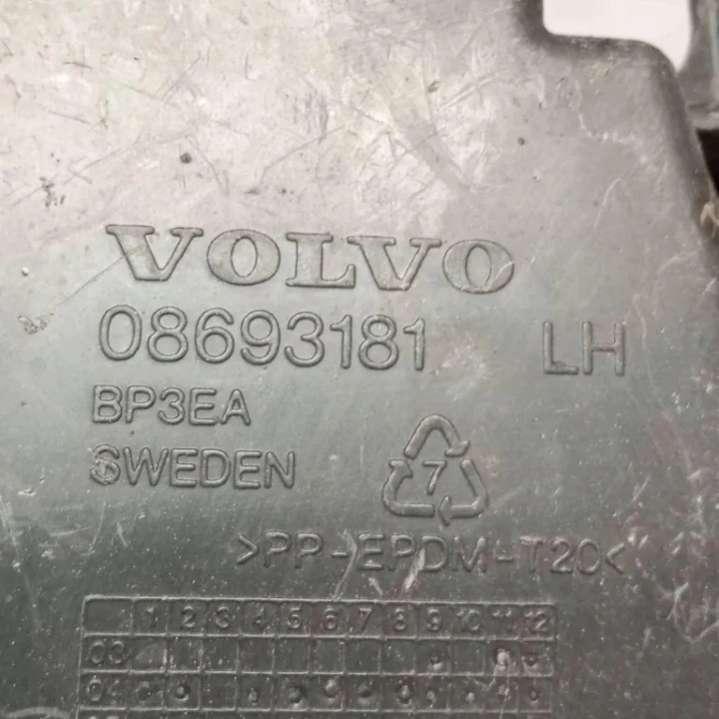 VOLVO
08693181 LH
BP3EA
SWEDEN
7
>PP-EPDM-T20<
1 2 3 4 5 6 7 8 9 10 11 12
03
04